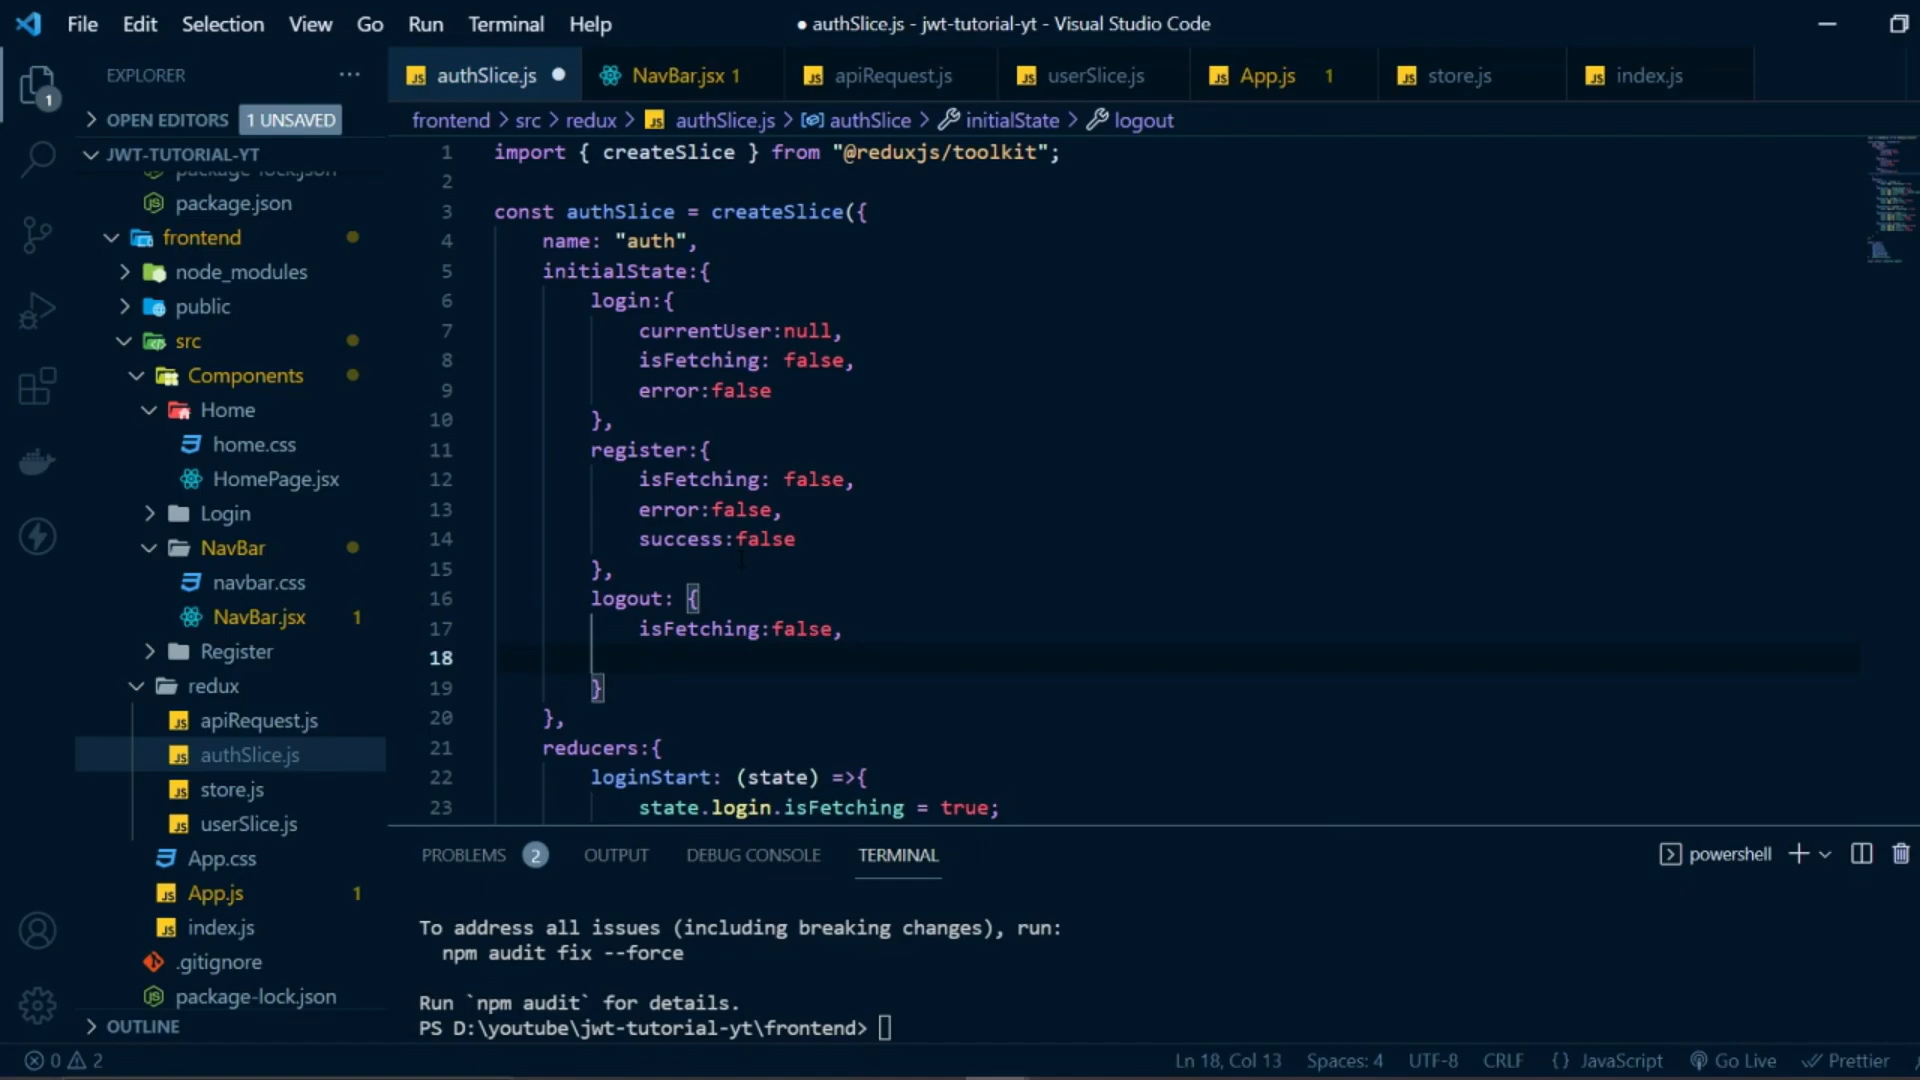 File Edit Selection View Go Run Terminal Help
● authSlice.js - jwt-tutorial-yt - Visual Studio Code
EXPLORER
1
OPEN EDITORS 1 UNSAVED
JWT-TUTORIAL-YT
package-lock.json
package.json
frontend
node_modules
public
src
Components
Home
home.css
HomePage.jsx
Login
NavBar
navbar.css
NavBar.jsx 1
Register
redux
apiRequest.js
authSlice.js
store.js
userSlice.js
App.css
App.js 1
index.js
.gitignore
package-lock.json
OUTLINE
authSlice.js NavBar.jsx 1 apiRequest.js userSlice.js App.js 1 store.js index.js
frontend > src > redux > authSlice.js > authSlice > initialState > logout
1 import { createSlice } from "@reduxjs/toolkit";
2
3 const authSlice = createSlice({
4 name: "auth",
5 initialState:{
6 login:{
7 currentUser:null,
8 isFetching: false,
9 error:false
10 },
11 register:{
12 isFetching: false,
13 error:false,
14 success:false
15 },
16 logout: {
17 isFetching:false,
18
19 }
20 },
21 reducers:{
22 loginStart: (state) =>{
23 state.login.isFetching = true;
PROBLEMS 2 OUTPUT DEBUG CONSOLE TERMINAL
powershell
To address all issues (including breaking changes), run:
npm audit fix --force
Run `npm audit` for details.
PS D:\youtube\jwt-tutorial-yt\frontend>
0 2
Ln 18, Col 13 Spaces: 4 UTF-8 CRLF {} JavaScript Go Live Prettier